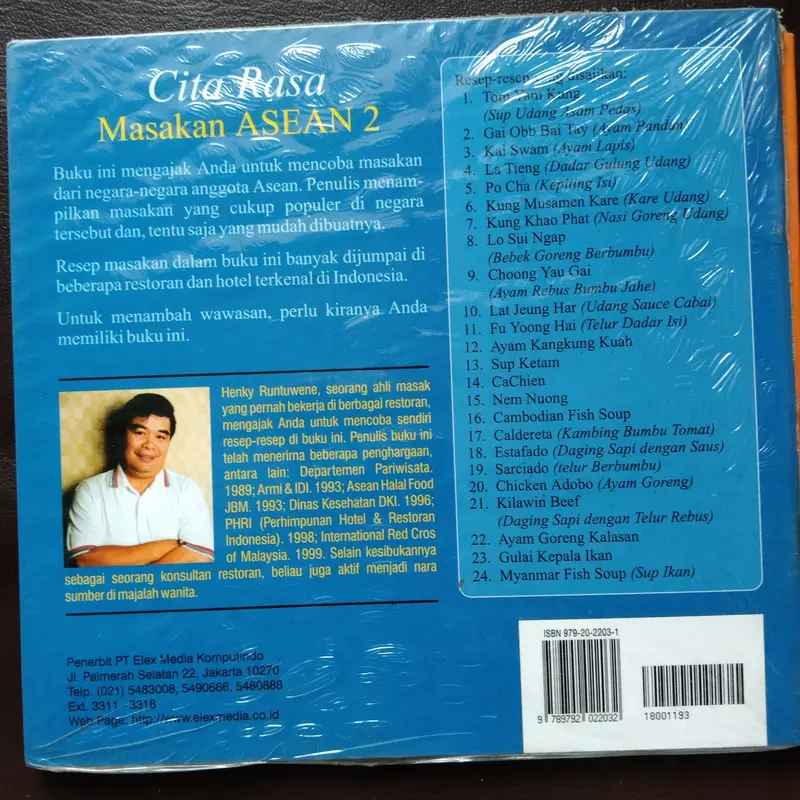 Cita Rasa
Masakan ASEAN 2
Buku ini mengajak Anda untuk mencoba masakan
dari negara-negara anggota Asean. Penulis menam-
pilkan masakan yang cukup populer di negara
tersebut dan, tentu saja yang mudah dibuatnya.
Resep masakan dalam buku ini banyak dijumpai di
beberapa restoran dan hotel terkenal di Indonesia.
Untuk menambah wawasan, perlu kiranya Anda
memiliki buku ini.
Henky Runtuwene, seorang ahli masak
yang pernah bekerja di berbagai restoran,
mengajak Anda untuk mencoba sendiri
resep-resep di buku ini. Penulis buku ini
telah menerima beberapa penghargaan,
antara lain: Departemen Pariwisata.
1989; Armi & IDI. 1993; Asean Halal Food
JBM. 1993; Dinas Kesehatan DKI. 1996;
PHRI (Perhimpunan Hotel & Restoran
Indonesia). 1998; International Red Cros
of Malaysia. 1999. Selain kesibukannya
sebagai seorang konsultan restoran, beliau juga aktif menjadi nara
sumber di majalah wanita.
Penerbit PT Elex Media Komputindo
Jl. Palmerah Selatan 22, Jakarta 10270
Telp. (021) 5483008, 5490666, 5480888
Ext. 3311 - 3318
Web Page: http://www.elexmedia.co.id
Resep-resep yang disajikan:
1. Tom Yam Kung
(Sup Udang Asam Pedas)
2. Gai Obb Bai Tay (Ayam Pandan)
3. Kai Swam (Ayam Lapis)
4. La Tieng (Dadar Gulung Udang)
5. Po Cha (Kepiting Isi)
6. Kung Musamen Kare (Kare Udang)
7. Kung Khao Phat (Nasi Goreng Udang)
8. Lo Sui Ngap
(Bebek Goreng Berbumbu)
9. Choong Yau Gai
(Ayam Rebus Bumbu Jahe)
10. Lat Jeung Har (Udang Sauce Cabai)
11. Fu Yoong Hai (Telur Dadar Isi)
12. Ayam Kangkung Kuah
13. Sup Ketam
14. CaChien
15. Nem Nuong
16. Cambodian Fish Soup
17. Caldereta (Kambing Bumbu Tomat)
18. Estafado (Daging Sapi dengan Saus)
19. Sarciado (telur Berbumbu)
20. Chicken Adobo (Ayam Goreng)
21. Kilawin Beef
(Daging Sapi dengan Telur Rebus)
22. Ayam Goreng Kalasan
23. Gulai Kepala Ikan
24. Myanmar Fish Soup (Sup Ikan)
ISBN 979-20-2203-1
9 789792 022032
18001193